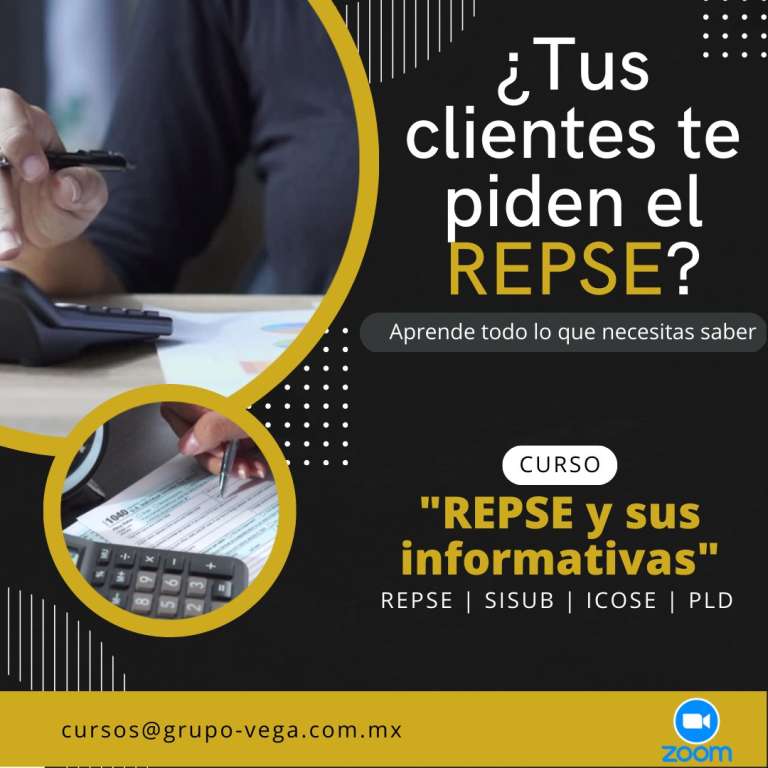 ¿Tus
clientes te
piden el
REPSE?
Aprende todo lo que necesitas saber
CURSO
"REPSE y sus
informativas"
REPSE | SISUB | ICOSE | PLD
1040
cursos@grupo-vega.com.mx
zoom